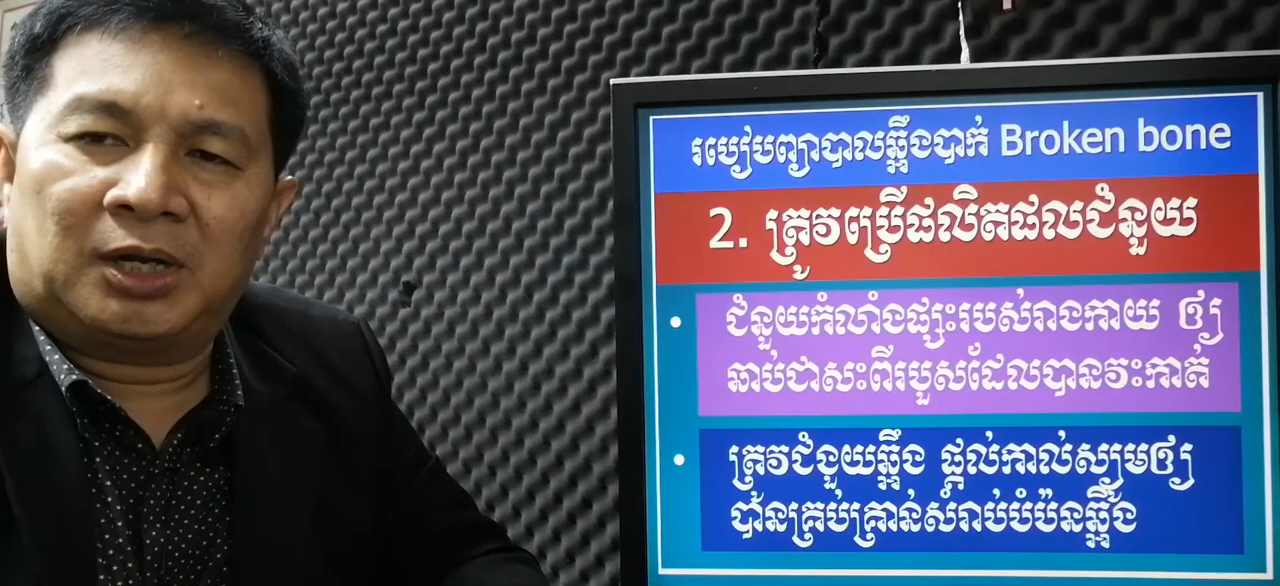 របៀបព្យាបាលឆ្អឹងបាក់ Broken bone
2. ត្រូវប្រើផលិតផលជំនួយ
• ជំនួយកំលាំងផ្សះរបស់រាងកាយ ឲ្យ
ឆាប់ជាសះពីរបួសដែលបានវះកាត់
• ត្រូវជំងួយឆ្អឹង ផ្តល់កាល់ស្យូមឲ្យ
បានគ្រប់គ្រាន់សំរាប់បំប៉នឆ្អឹង